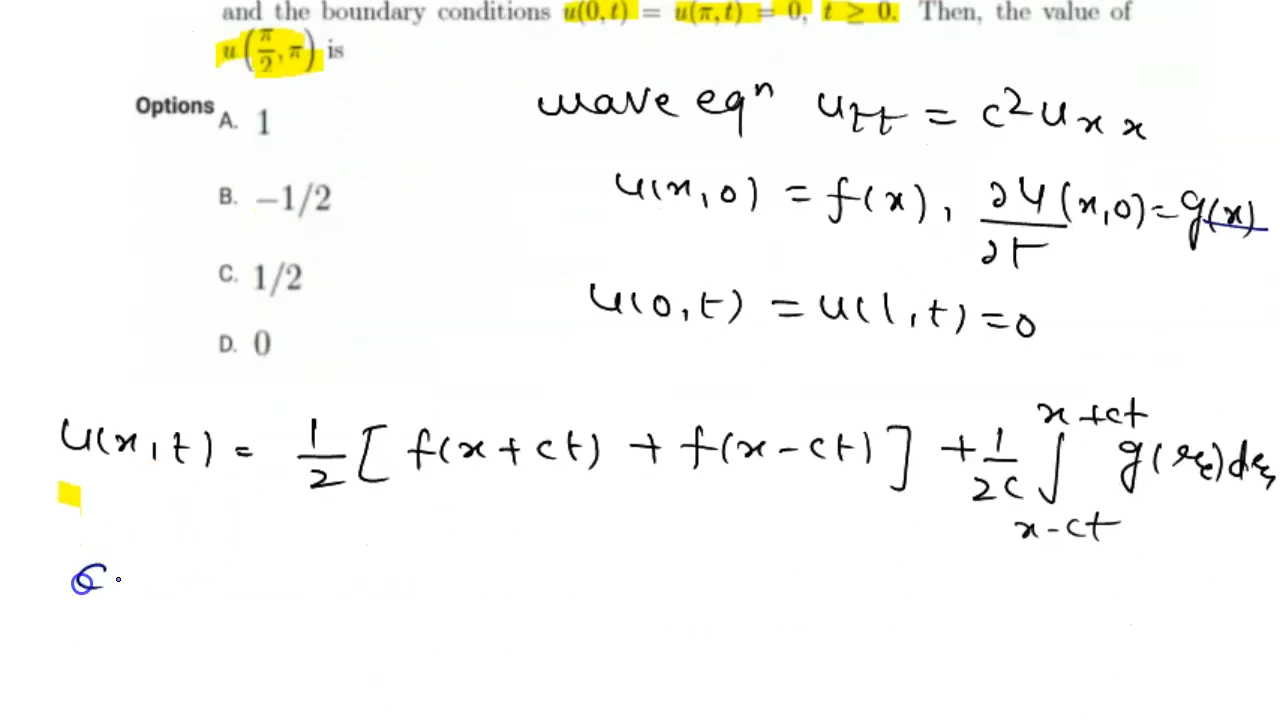 and the boundary conditions u(0, t) = u(π, t) = 0, t ≥ 0. Then, the value of
u(π/2, π) is
Options
A. 1
B. −1/2
C. 1/2
D. 0
wave eqⁿ u_tt = c²u_xx
u(x,0) = f(x), ∂u/∂t (x,0) = g(x)
u(0,t) = u(l,t) = 0
u(x,t) = 1/2 [f(x+ct) + f(x-ct)] + 1/2c ∫_{x-ct}^{x+ct} g(ξ)dξ
C